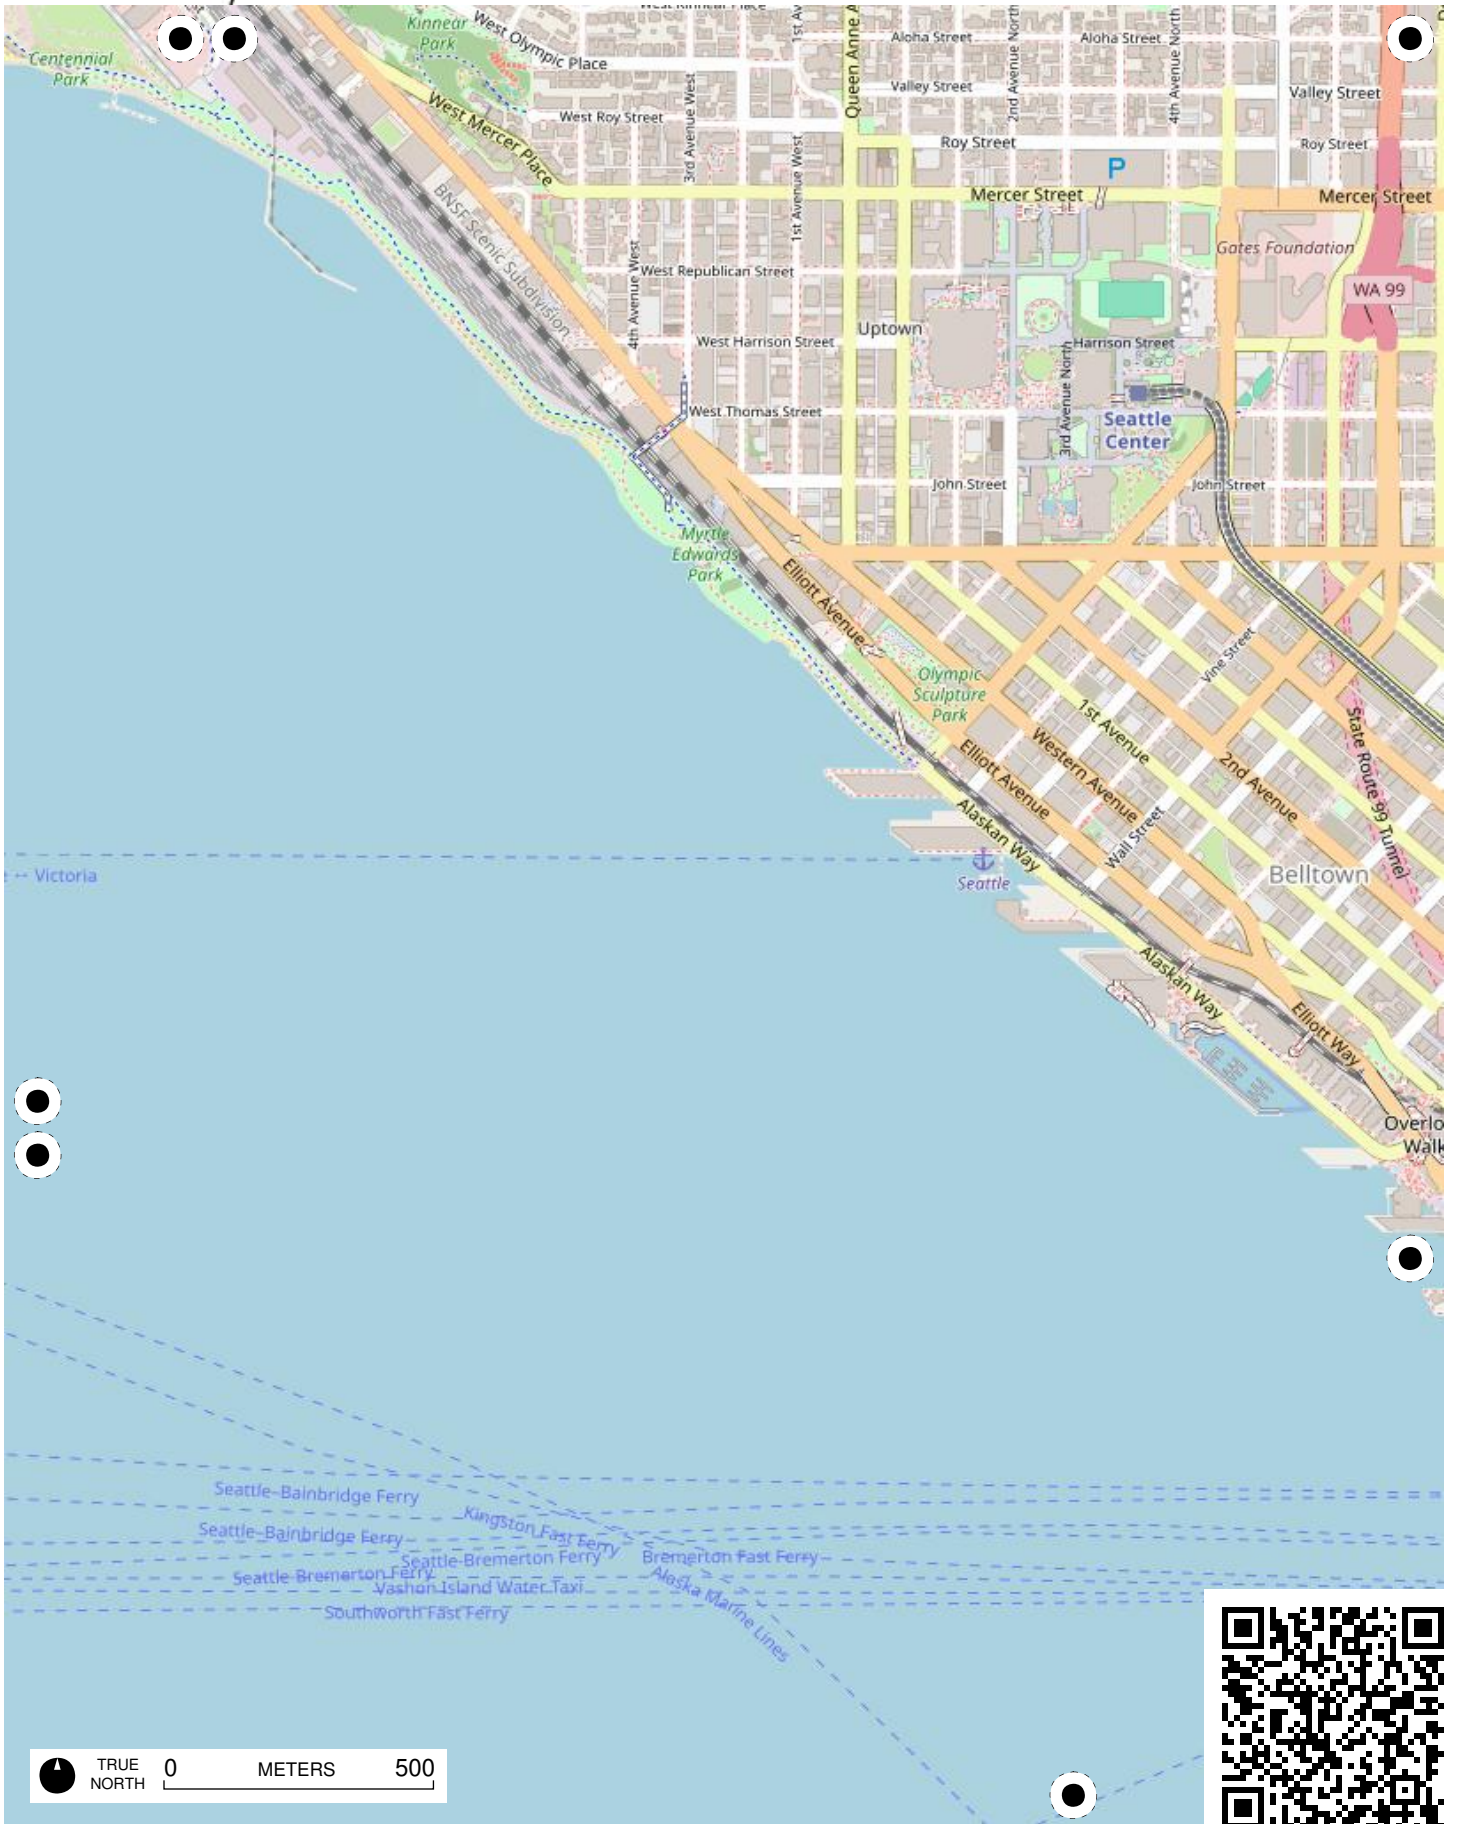 Kinnear
Park
West Olympic Place
Aloha Street
Aloha Street
Centennial
Park
West Mercer Place
Valley Street
Valley Street
West Roy Street
3rd Avenue West
1st Avenue West
2nd Avenue North
4th Avenue North
Roy Street
Roy Street
P
Mercer Street
Mercer Street
BNSF Scenic Subdivision
4th Avenue West
West Republican Street
Gates Foundation
WA 99
Uptown
West Harrison Street
Harrison Street
3rd Avenue North
West Thomas Street
Seattle
Center
John Street
John Street
Myrtle
Edwards
Park
Elliott Avenue
Vine Street
Olympic
Sculpture
Park
1st Avenue
Western Avenue
2nd Avenue
State Route 99 Tunnel
Elliott Avenue
Alaskan Way
Wall Street
Victoria
Seattle
Belltown
Alaskan Way
Elliott Way
Seattle-Bainbridge Ferry
Kingston Fast Ferry
Seattle-Bainbridge Ferry
Seattle-Bremerton Ferry
Bremerton Fast Ferry
Seattle Bremerton Ferry
Vashon Island Water Taxi
Alaska Marine Lines
Southworth Fast Ferry
TRUE
NORTH
0 METERS 500